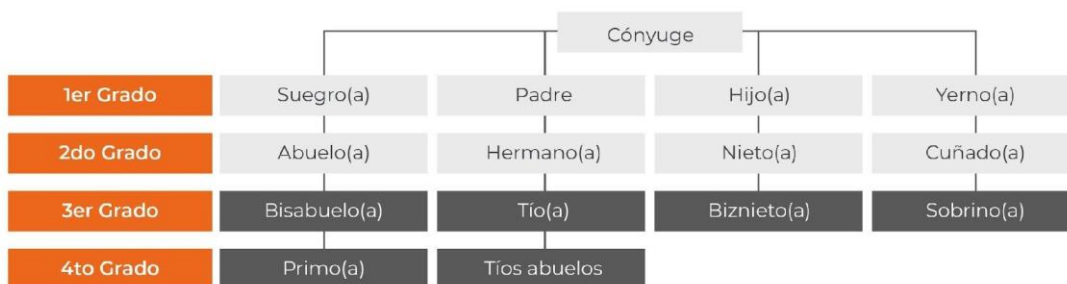 Cónyuge
1er Grado Suegro(a) Padre Hijo(a) Yerno(a)
2do Grado Abuelo(a) Hermano(a) Nieto(a) Cuñado(a)
3er Grado Bisabuelo(a) Tío(a) Biznieto(a) Sobrino(a)
4to Grado Primo(a) Tíos abuelos